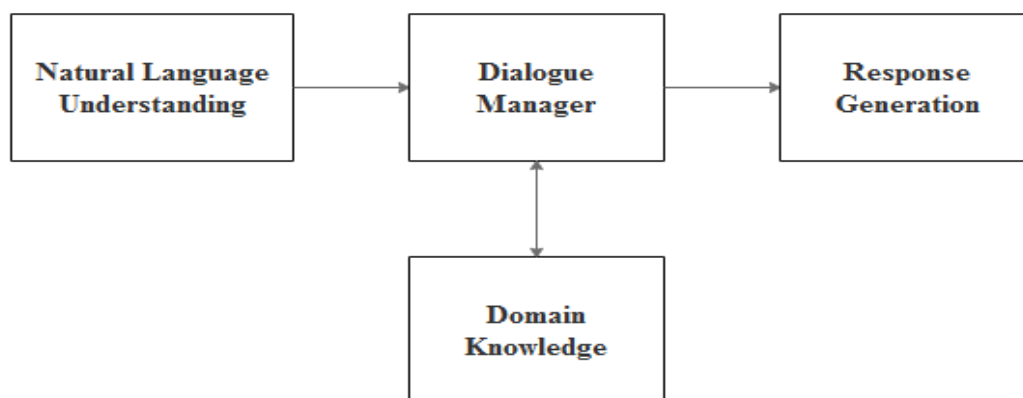 Natural Language
Understanding
Dialogue
Manager
Response
Generation
Domain
Knowledge